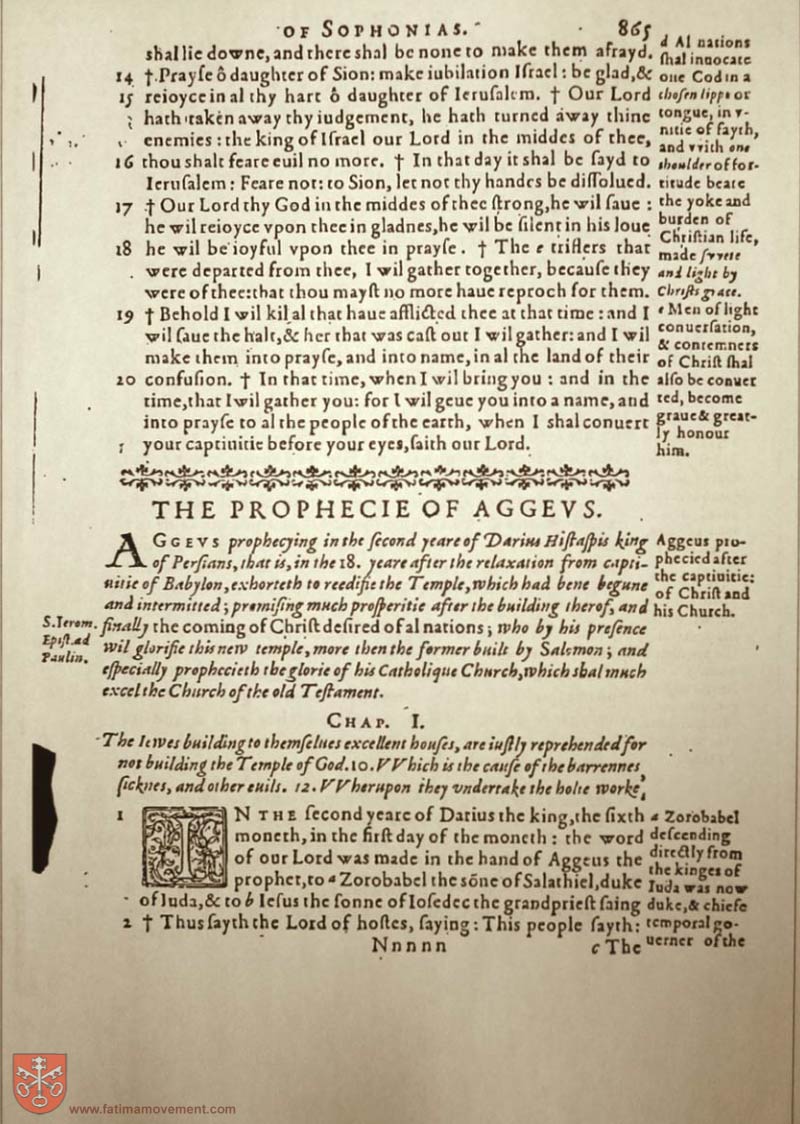 OF SOPHONIAS. 865
ſhal lie downe, and there shal be none to make them afrayd.
14 †. Prayſe ô daughter of Sion: make iubilation Iſrael: be glad, &
15 reioyce in al thy hart ô daughter of Ieruſalem. † Our Lord
hath taken away thy iudgement, he hath turned away thine
enemies: the king of Iſrael our Lord in the middes of thee,
16 thou shalt feare euil no more. † In that day it shal be ſayd to
Ieruſalem: Feare not: to Sion, let not thy handes be diſſolued.
17 † Our Lord thy God in the middes of thee ſtrong, he wil ſaue:
he wil reioyce vpon thee in gladnes, he wil be ſilent in his loue
18 he wil be ioyful vpon thee in prayſe. † The e triflers that
were departed from thee, I wil gather together, becauſe they
were of thee: that thou mayſt no more haue reproch for them.
19 † Behold I wil kil al that haue afflicted thee at that time: and I
wil ſaue the halt, & her that was caſt out I wil gather: and I wil
make them into prayſe, and into name, in al the land of their
20 confuſion. † In that time, when I wil bring you: and in the
time, that I wil gather you: for I wil geue you into a name, and
into prayſe to al the people of the earth, when I shal conuert
your captiuitie before your eyes, ſaith our Lord.
d Al nations
ſhal inuocate
one God in a
choſen lippe or
tongue, in v-
nitie of fayth,
and vvith one
shoulder of for-
titude beare
the yoke and
burden of
Chriſtian life,
made ſvvete
and light by
Chriſts grace.
e Men of light
conuerſation,
& contemners
of Chriſt ſhal
alſo be conuer
ted, become
graue & great-
ly honour
him.
THE PROPHECIE OF AGGEVS.
AGGEVS prophecying in the ſecond yeare of Darius Hiſtaſpis king
of Perſians, that is, in the 18. yeare after the relaxation from capti-
uitie of Babylon, exhorteth to reedifie the Temple, which had bene begune
and intermitted; promiſing much proſperitie after the building therof, and
finally the coming of Chriſt deſired of al nations; who by his preſence
wil glorifie this new temple, more then the former built by Salomon; and
eſpecially prophecieth the glorie of his Catholique Church, which shal much
excel the Church of the old Teſtament.
Aggeus pro-
phecied after
the captiuitie:
of Chriſt and
his Church.
S. Ierom.
Epiſt. ad
Paulin.
CHAP. I.
The Iewes building to themſelues excellent houſes, are iuſtly reprehended for
not building the Temple of God. 10. VVhich is the cauſe of the barrennes,
ſicknes, and other euils. 12. VVherupon they vndertake the holie worke,
1 IN THE ſecond yeare of Darius the king, the ſixth
moneth, in the firſt day of the moneth: the word
of our Lord was made in the hand of Aggeus the
prophet, to a Zorobabel the sōne of Salathiel, duke
of Iuda, & to b Ieſus the ſonne of Ioſedec the grandprieſt ſaing
2 † Thus ſayth the Lord of hoſtes, ſaying: This people ſayth:
a Zorobabel
deſcending
directly from
the kinges of
Iuda was now
duke, & chiefe
temporal go-
uerner of the
Nnnnn c The
www.fatimamovement.com